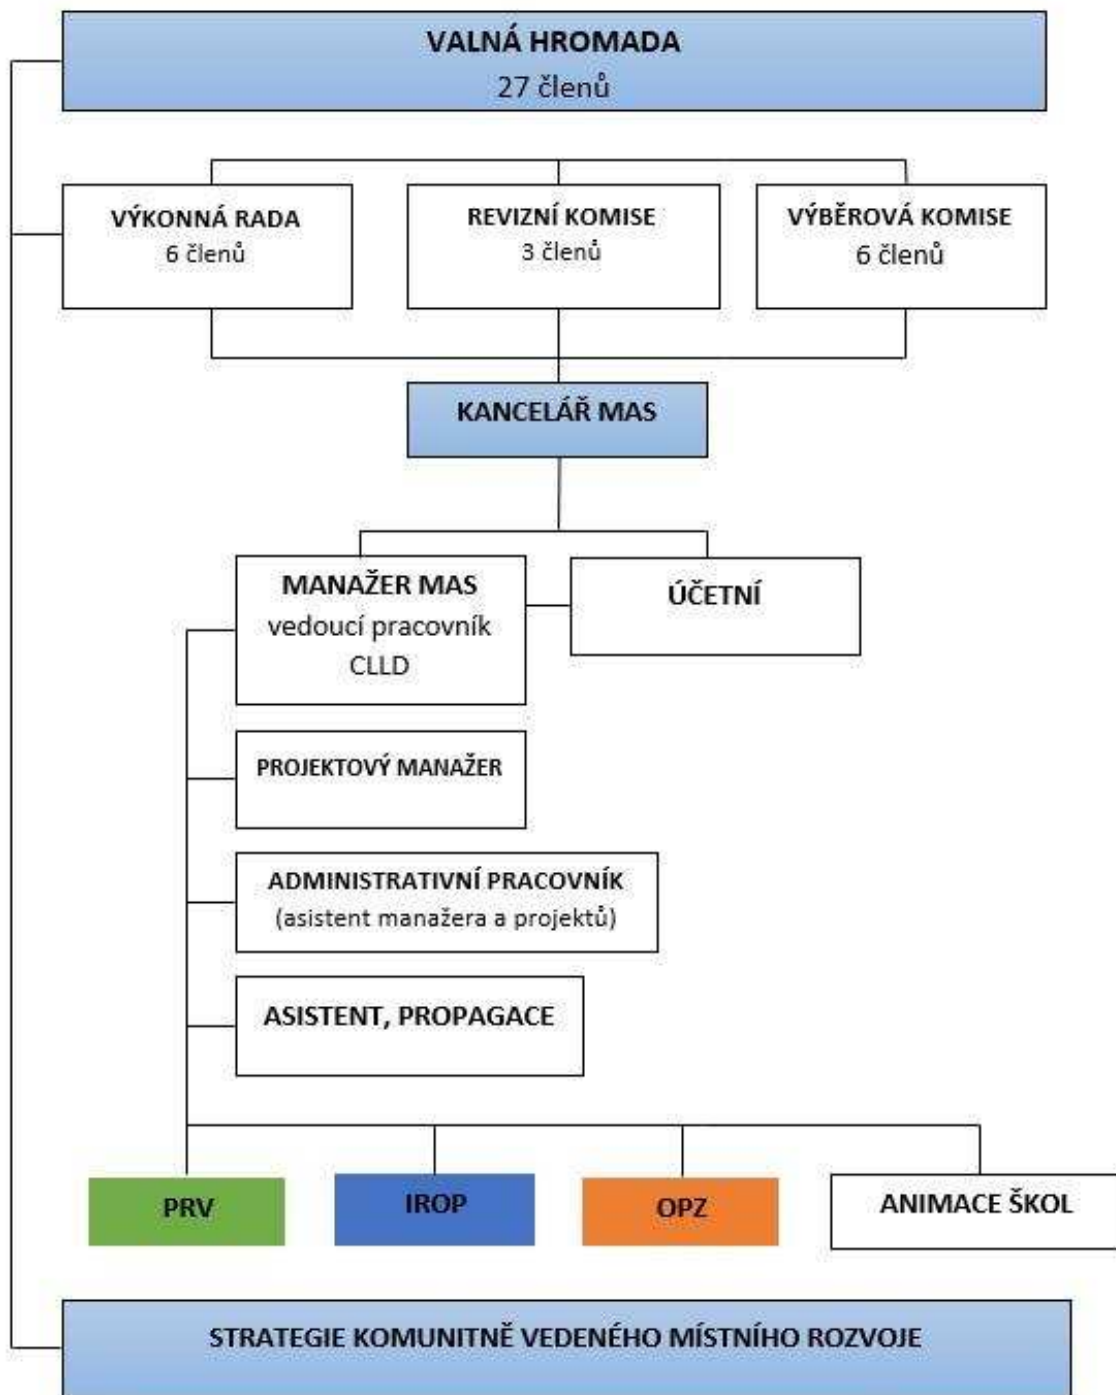 VALNÁ HROMADA
27 členů
VÝKONNÁ RADA
6 členů
REVIZNÍ KOMISE
3 členů
VÝBĚROVÁ KOMISE
6 členů
KANCELÁŘ MAS
MANAŽER MAS
vedoucí pracovník
CLLD
ÚČETNÍ
PROJEKTOVÝ MANAŽER
ADMINISTRATIVNÍ PRACOVNÍK
(asistent manažera a projektů)
ASISTENT, PROPAGACE
PRV
IROP
OPZ
ANIMACE ŠKOL
STRATEGIE KOMUNITNĚ VEDENÉHO MÍSTNÍHO ROZVOJE